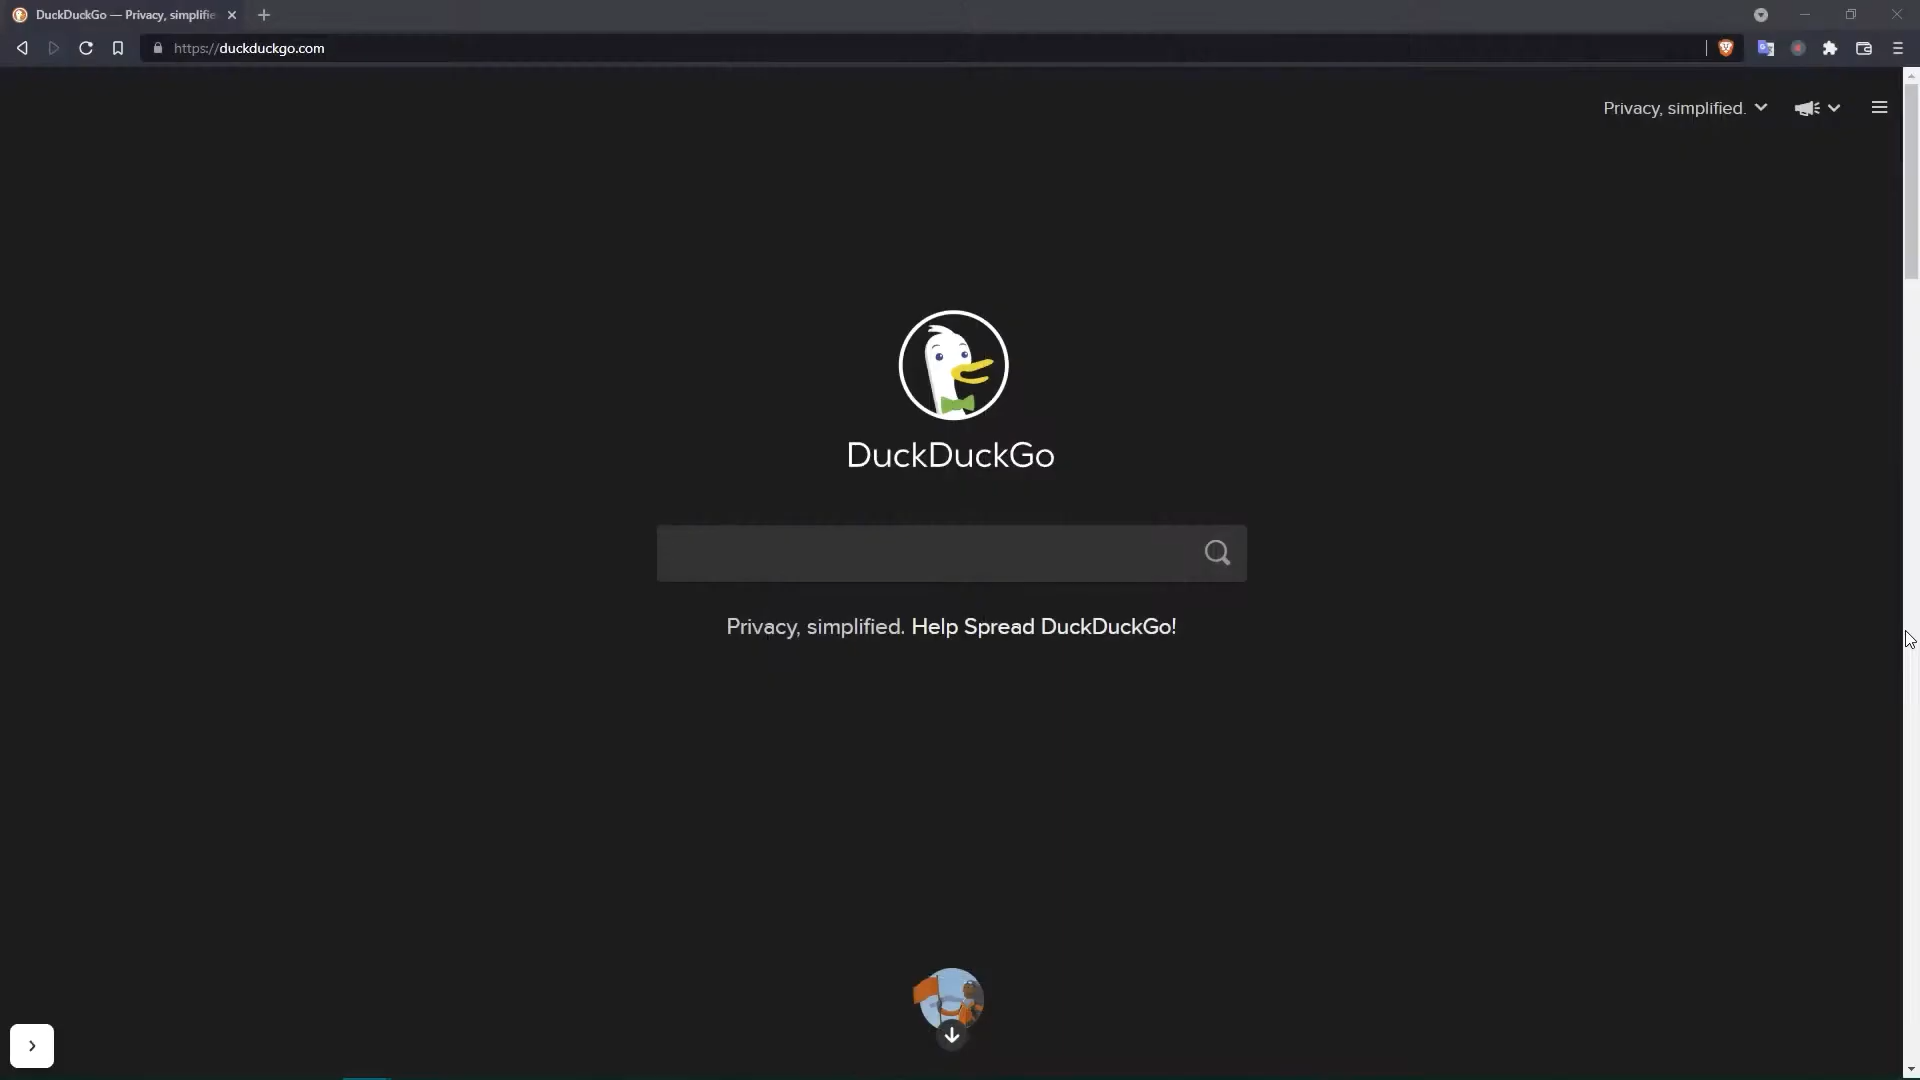 DuckDuckGo — Privacy, simplifie
https://duckduckgo.com
Privacy, simplified.
DuckDuckGo
Privacy, simplified. Help Spread DuckDuckGo!